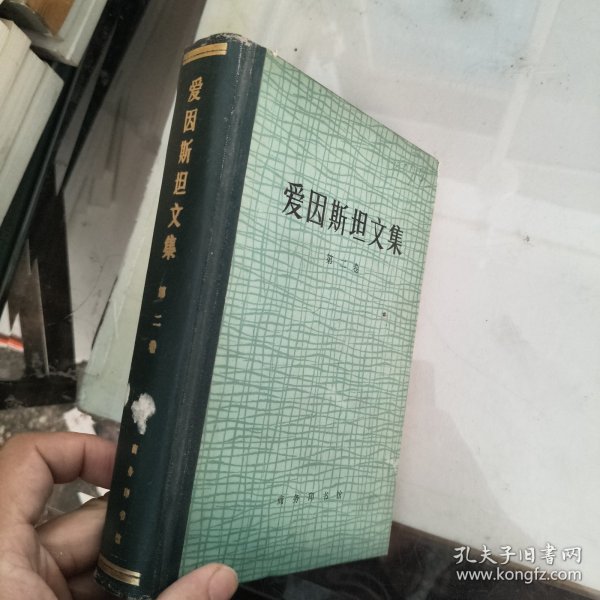 爱因斯坦文集
第二卷
商务印书馆
爱因斯坦文集
第二卷
商务印书馆
孔夫子旧书网
www.kongfz.com